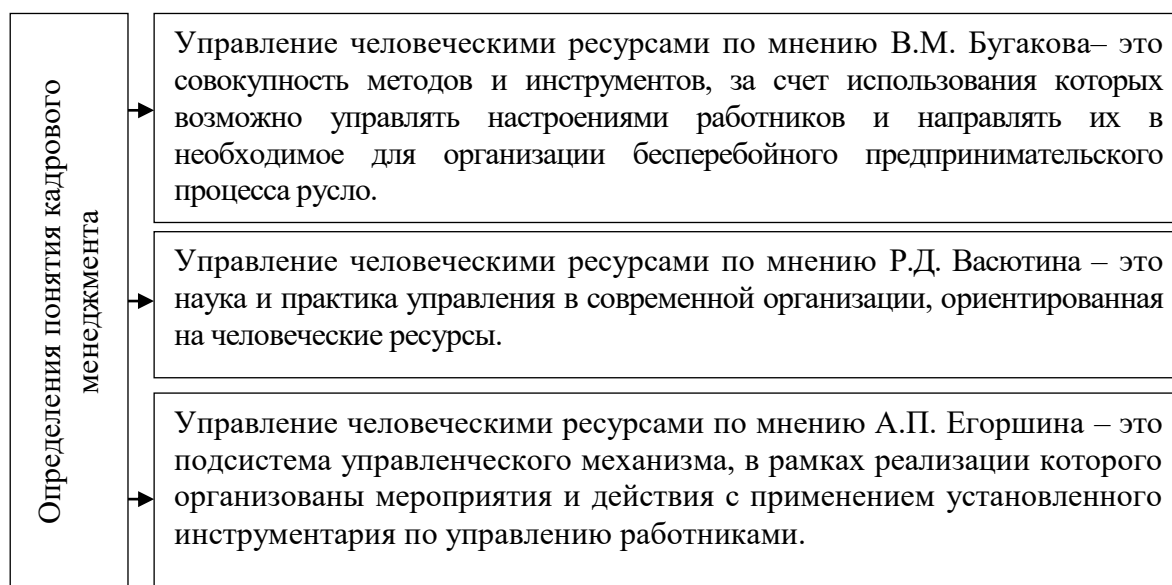 Определения понятия кадрового
менеджмента
Управление человеческими ресурсами по мнению В.М. Бугакова– это
совокупность методов и инструментов, за счет использования которых
возможно управлять настроениями работников и направлять их в
необходимое для организации бесперебойного предпринимательского
процесса русло.
Управление человеческими ресурсами по мнению Р.Д. Васютина – это
наука и практика управления в современной организации, ориентированная
на человеческие ресурсы.
Управление человеческими ресурсами по мнению А.П. Егоршина – это
подсистема управленческого механизма, в рамках реализации которого
организованы мероприятия и действия с применением установленного
инструментария по управлению работниками.